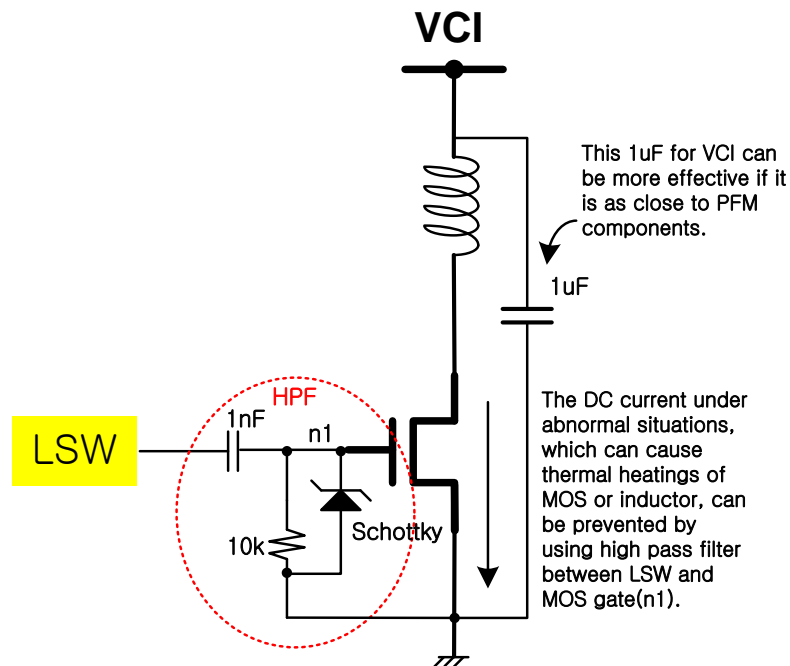 VCI
This 1uF for VCI can
be more effective if it
is as close to PFM
components.
1uF
HPF
1nF
n1
LSW
The DC current under
abnormal situations,
which can cause
thermal heatings of
MOS or inductor, can
be prevented by
using high pass filter
between LSW and
MOS gate(n1).
Schottky
10k